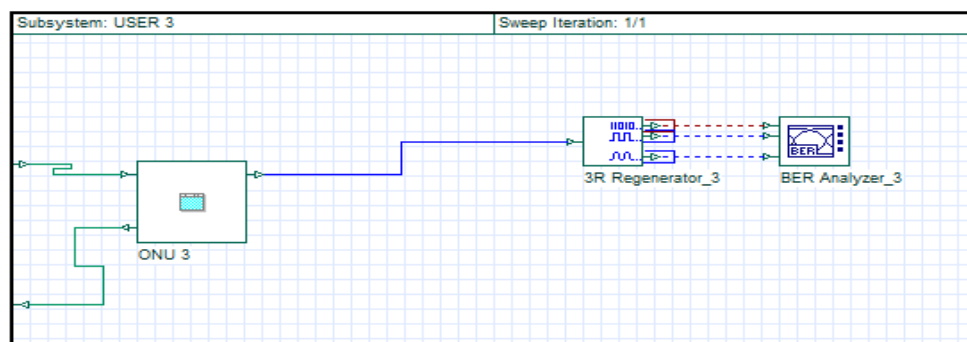 Subsystem: USER 3
Sweep Iteration: 1/1
ONU 3
3R Regenerator_3
BER
BER Analyzer_3